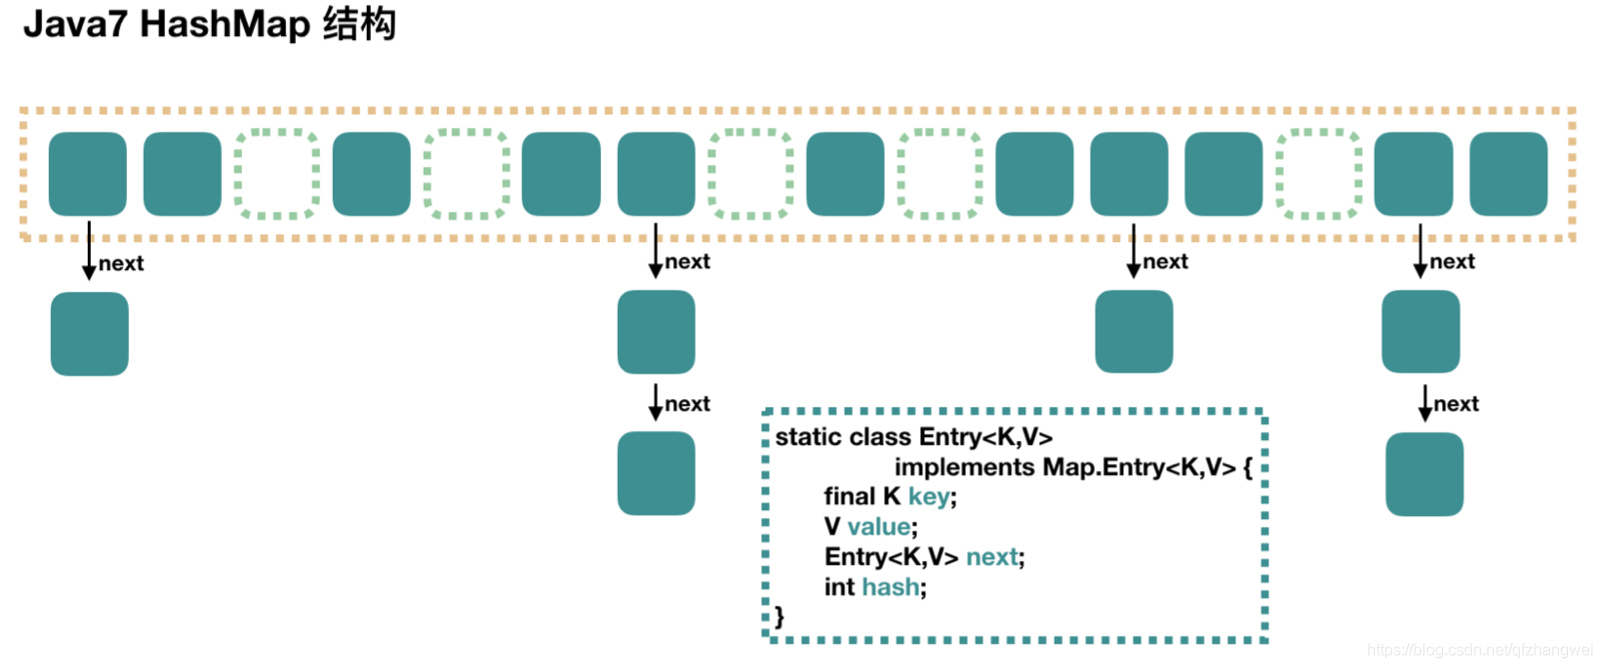 Java7 HashMap 结构
next
next
next
next
next
next
static class Entry<K,V>
implements Map.Entry<K,V> {
final K key;
V value;
Entry<K,V> next;
int hash;
}
https://blog.csdn.net/qfzhangwei